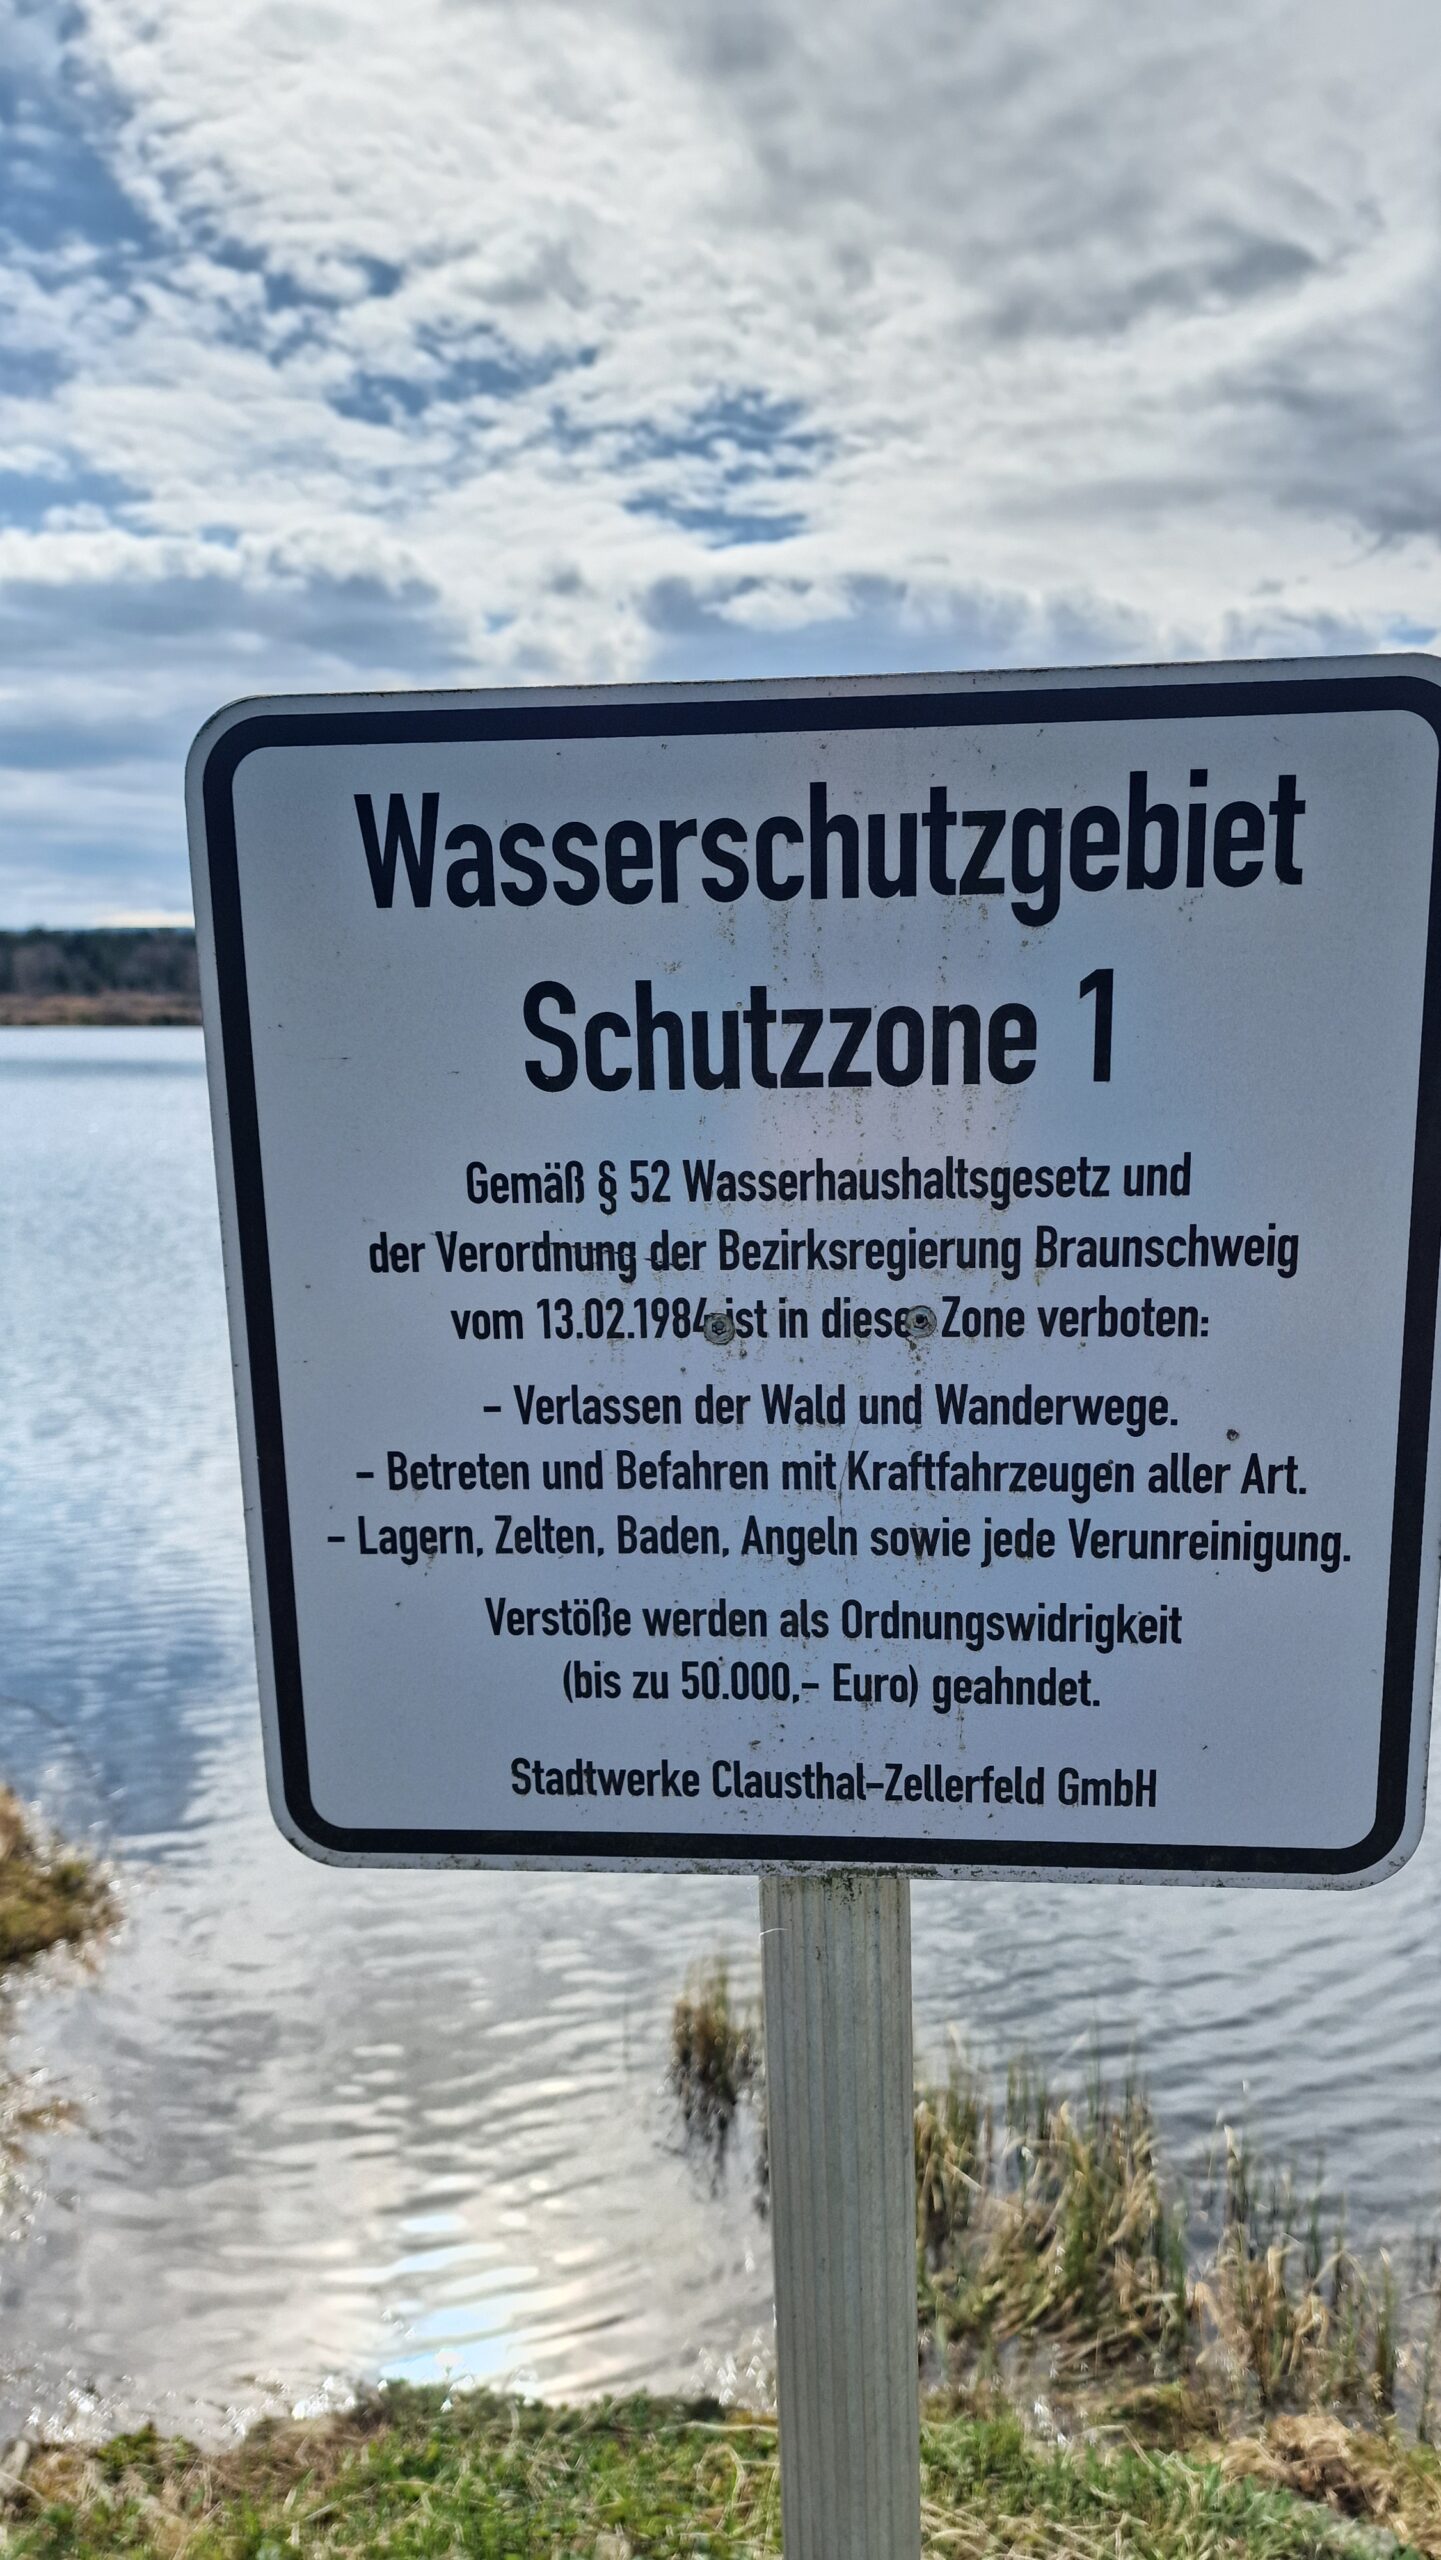 Wasserschutzgebiet
Schutzzone 1
Gemäß § 52 Wasserhaushaltsgesetz und
der Verordnung der Bezirksregierung Braunschweig
vom 13.02.1984 ist in dieser Zone verboten:
- Verlassen der Wald und Wanderwege.
- Betreten und Befahren mit Kraftfahrzeugen aller Art.
- Lagern, Zelten, Baden, Angeln sowie jede Verunreinigung.
Verstöße werden als Ordnungswidrigkeit
(bis zu 50.000,- Euro) geahndet.
Stadtwerke Clausthal-Zellerfeld GmbH